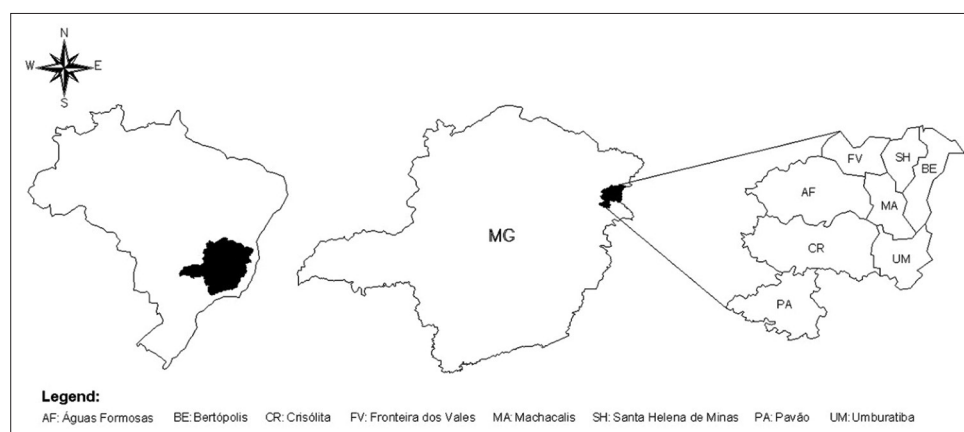 N
W E
S
MG
FV SH BE
AF MA
CR UM
PA
Legend:
AF: Águas Formosas BE: Bertópolis CR: Crisólita FV: Fronteira dos Vales MA: Machacalis SH: Santa Helena de Minas PA: Pavão UM: Umburatiba